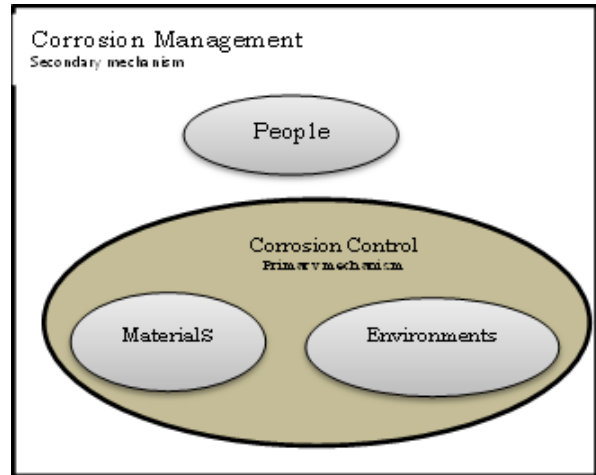 Corrosion Management
Secondary mechanism
People
Corrosion Control
Primary mechanism
Materials
Environments